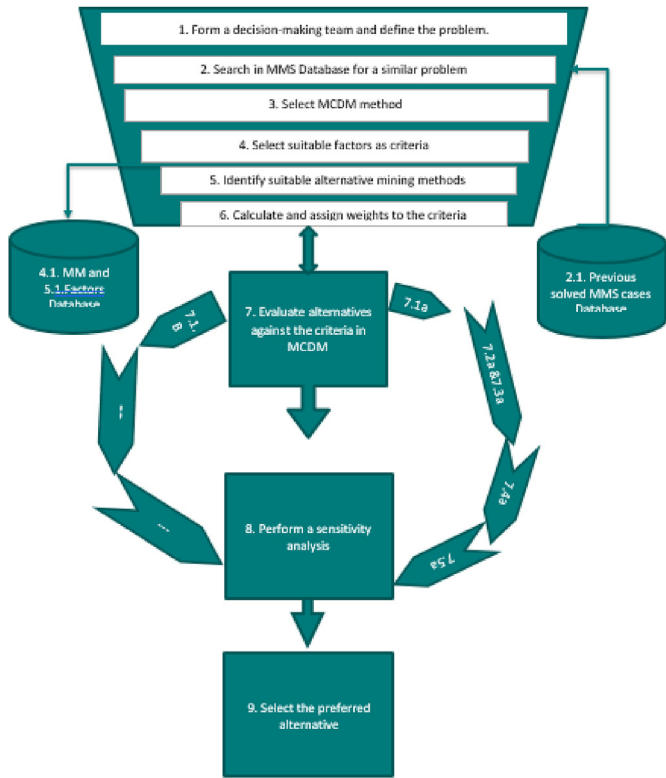 1. Form a decision-making team and define the problem.
2. Search in MMS Database for a similar problem
3. Select MCDM method
4. Select suitable factors as criteria
5. Identify suitable alternative mining methods
6. Calculate and assign weights to the criteria
4.1. MM and
5.1.Factors
Database
2.1. Previous
solved MMS cases
Database
7. Evaluate alternatives
against the criteria in
MCDM
7.1.
B
7.1a
7.2a&7.3a
...
7.4a
...
7.5a
8. Perform a sensitivity
analysis
9. Select the preferred
alternative